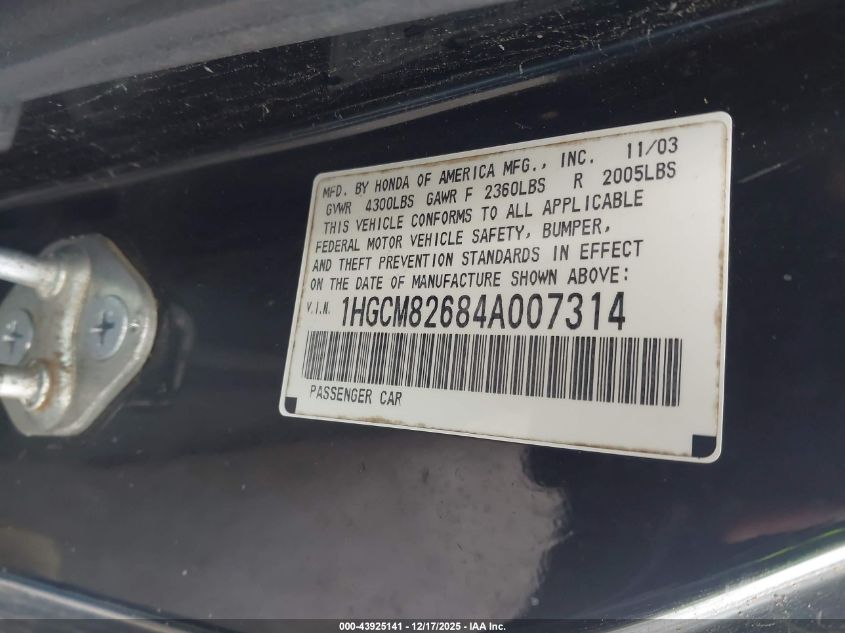 MFD. BY HONDA OF AMERICA MFG., INC. 11/03
GVWR 4300LBS GAWR F 2360LBS R 2005LBS
THIS VEHICLE CONFORMS TO ALL APPLICABLE
FEDERAL MOTOR VEHICLE SAFETY, BUMPER,
AND THEFT PREVENTION STANDARDS IN EFFECT
ON THE DATE OF MANUFACTURE SHOWN ABOVE:
V.I.N. 1HGCM82684A007314
PASSENGER CAR
000-43925141 - 12/17/2025 - IAA Inc.